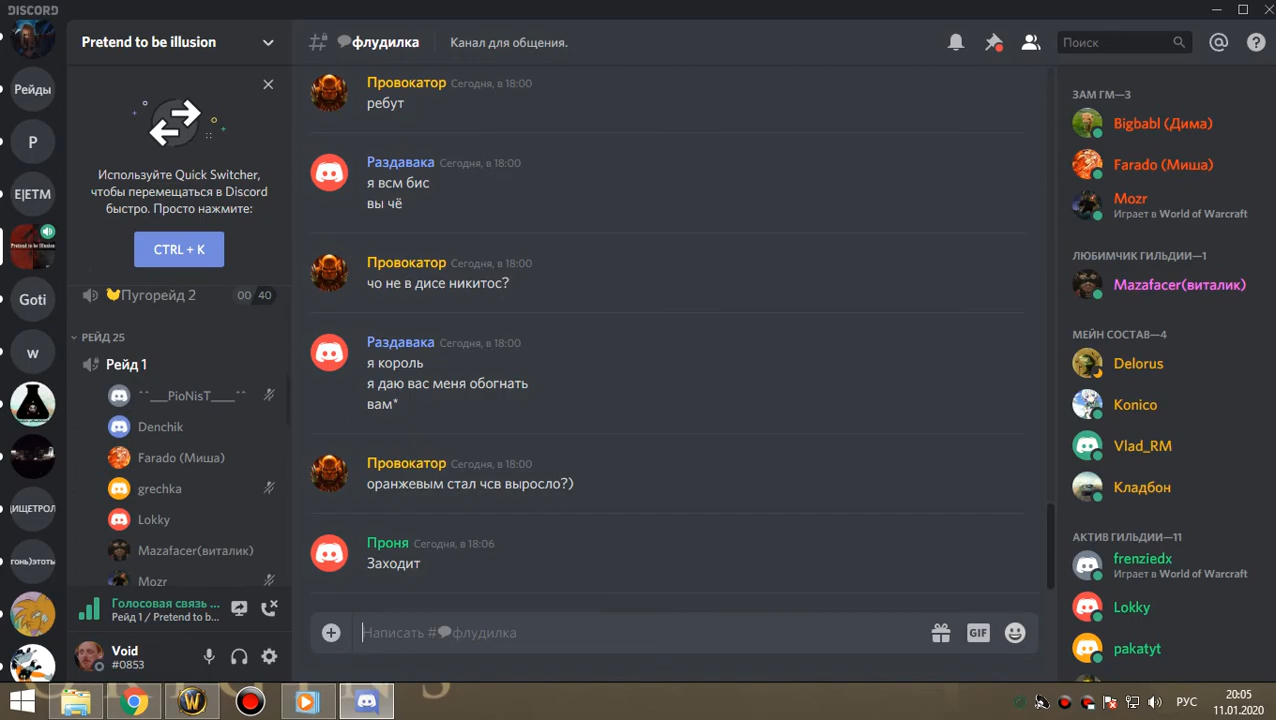 DISCORD
Рейды
P
E|ETM
Pretend to be illusion
Goti
w
Pretend to be illusion
Используйте Quick Switcher,
чтобы перемещаться в Discord
быстро. Просто нажмите:
CTRL + K
Пугорейд 2
00 40
РЕЙД 25
Рейд 1
^^___PioNisT____^^
Denchik
Farado (Миша)
grechka
Lokky
Mazafacer(виталик)
Mozr
Голосовая связь ...
Рейд 1 / Pretend to b...
Void
#0853
флудилка
Канал для общения.
Поиск
Провокатор Сегодня, в 18:00
ребут
Раздавака Сегодня, в 18:00
я всм бис
вы чё
Провокатор Сегодня, в 18:00
чо не в дисе никитос?
Раздавака Сегодня, в 18:00
я король
я даю вас меня обогнать
вам*
Провокатор Сегодня, в 18:00
оранжевым стал чсв выросло?)
Проня Сегодня, в 18:06
Заходит
Написать #флудилка
GIF
ЗАМ ГМ—3
Bigbabl (Дима)
Farado (Миша)
Mozr
Играет в World of Warcraft
ЛЮБИМЧИК ГИЛЬДИИ—1
Mazafacer(виталик)
МЕЙН СОСТАВ—4
Delorus
Konico
Vlad_RM
Кладбон
АКТИВ ГИЛЬДИИ—11
frenziedx
Играет в World of Warcraft
Lokky
pakatyt
РУС
20:05
11.01.2020